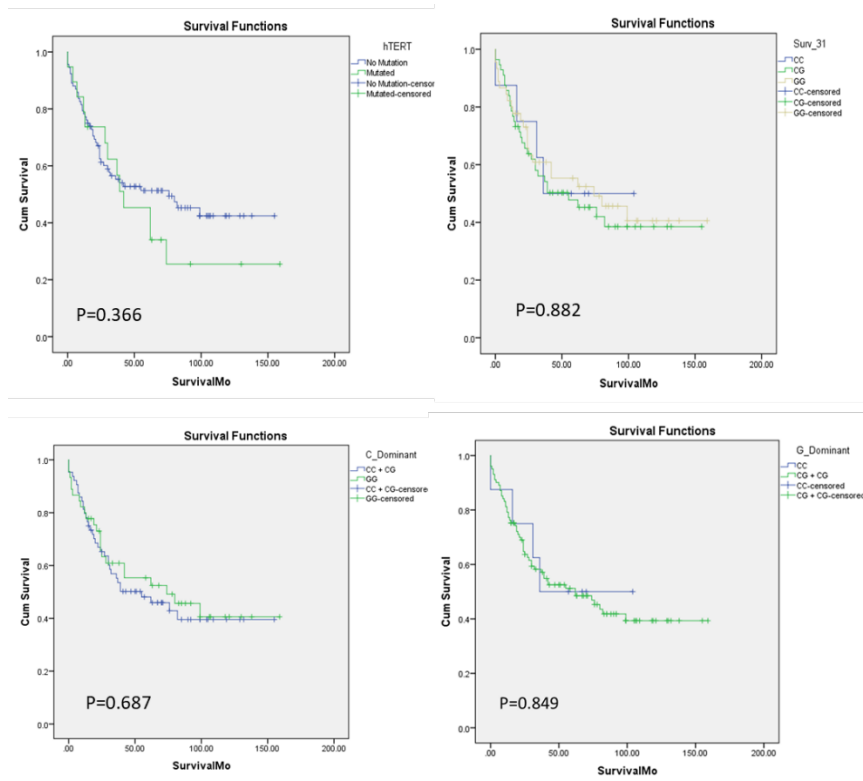 Survival Functions
hTERT
No Mutation
Mutated
No Mutation-censor
Mutated-censored
1.0
0.8
0.6
0.4
0.2
0.0
Cum Survival
P=0.366
.00 50.00 100.00 150.00 200.00
SurvivalMo
Survival Functions
Surv_31
CC
CG
GG
CC-censored
CG-censored
GG-censored
1.0
0.8
0.6
0.4
0.2
0.0
Cum Survival
P=0.882
.00 50.00 100.00 150.00 200.00
SurvivalMo
Survival Functions
C_Dominant
CC + CG
GG
CC + CG-censore
GG-censored
1.0
0.8
0.6
0.4
0.2
0.0
Cum Survival
P=0.687
.00 50.00 100.00 150.00 200.00
SurvivalMo
Survival Functions
G_Dominant
CC
CG + CG
CC-censored
CG + CG-censored
1.0
0.8
0.6
0.4
0.2
0.0
Cum Survival
P=0.849
.00 50.00 100.00 150.00 200.00
SurvivalMo